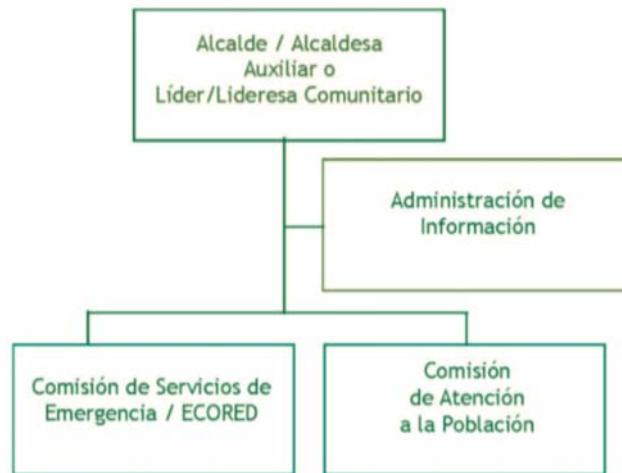 Alcalde / Alcaldesa
Auxiliar o
Líder/Lideresa Comunitario
Administración de
Información
Comisión de Servicios de
Emergencia / ECORED
Comisión
de Atención
a la Población